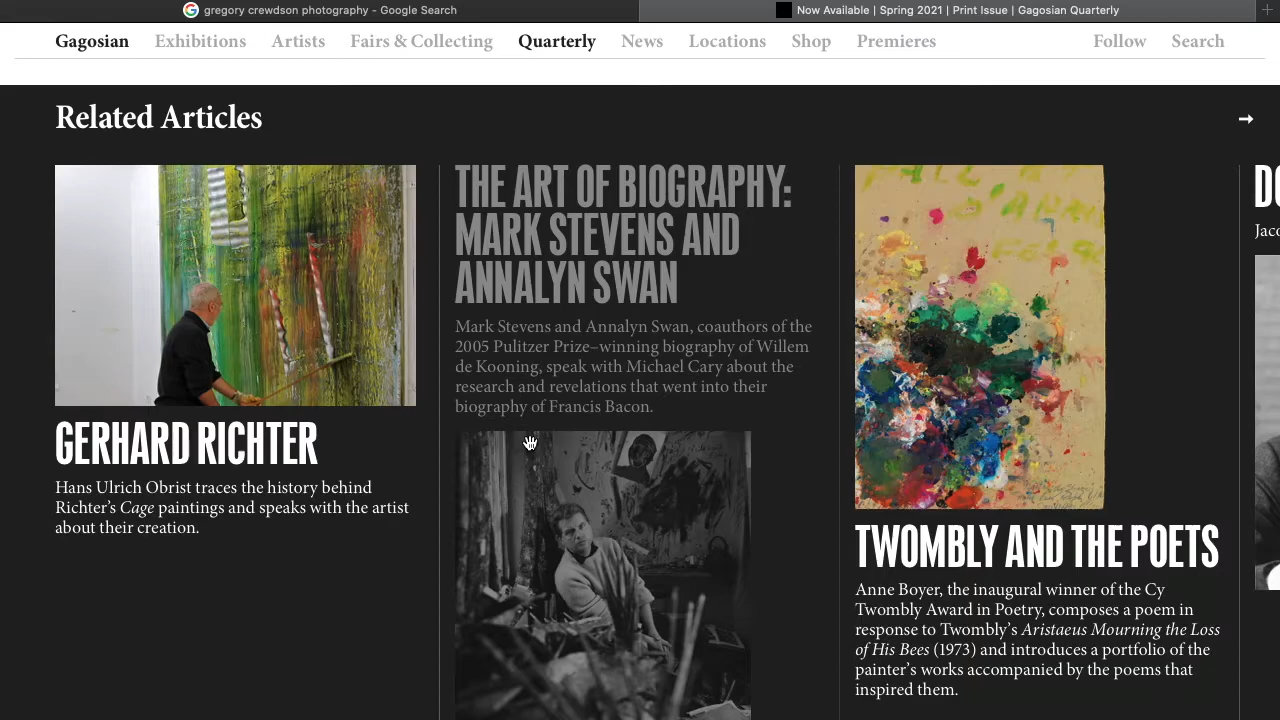 gregory crewdson photography - Google Search
Now Available | Spring 2021 | Print Issue | Gagosian Quarterly
Gagosian Exhibitions Artists Fairs & Collecting Quarterly News Locations Shop Premieres Follow Search
Related Articles
GERHARD RICHTER
Hans Ulrich Obrist traces the history behind
Richter’s Cage paintings and speaks with the artist
about their creation.
THE ART OF BIOGRAPHY:
MARK STEVENS AND
ANNALYN SWAN
Mark Stevens and Annalyn Swan, coauthors of the
2005 Pulitzer Prize–winning biography of Willem
de Kooning, speak with Michael Cary about the
research and revelations that went into their
biography of Francis Bacon.
TWOMBLY AND THE POETS
Anne Boyer, the inaugural winner of the Cy
Twombly Award in Poetry, composes a poem in
response to Twombly’s Aristaeus Mourning the Loss
of His Bees (1973) and introduces a portfolio of the
painter’s works accompanied by the poems that
inspired them.